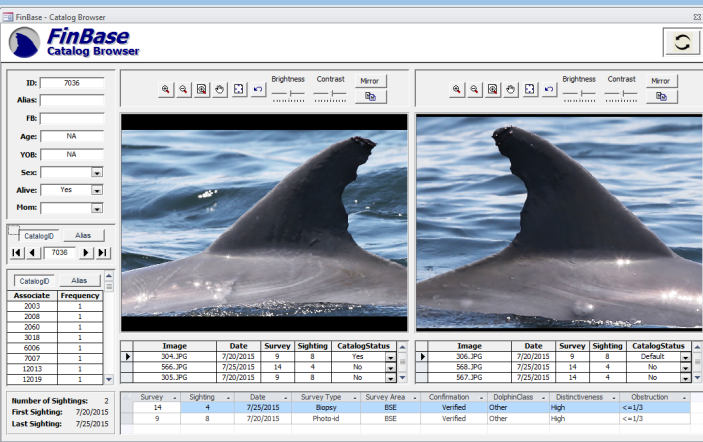 FinBase - Catalog Browser
FinBase
Catalog Browser
ID: 7036
Alias:
FB:
Age: NA
YOB: NA
Sex:
Alive: Yes
Mom:
CatalogID Alias
7036
CatalogID Alias
Associate Frequency
2003 1
2008 1
2060 1
3018 1
6006 1
7007 1
12013 1
12019 1
Number of Sightings: 2
First Sighting: 7/20/2015
Last Sighting: 7/25/2015
Brightness Contrast Mirror
Brightness Contrast Mirror
Image Date Survey Sighting CatalogStatus
304.JPG 7/20/2015 9 8 Yes
566.JPG 7/25/2015 14 4 No
305.JPG 7/20/2015 9 8 No
Image Date Survey Sighting CatalogStatus
306.JPG 7/20/2015 9 8 Default
568.JPG 7/25/2015 14 4 No
567.JPG 7/25/2015 14 4 No
Survey Sighting Date Survey Type Survey Area Confirmation DolphinClass Distinctiveness Obstruction
14 4 7/25/2015 Biopsy BSE Verified Other High <=1/3
9 8 7/20/2015 Photo-id BSE Verified Other High <=1/3